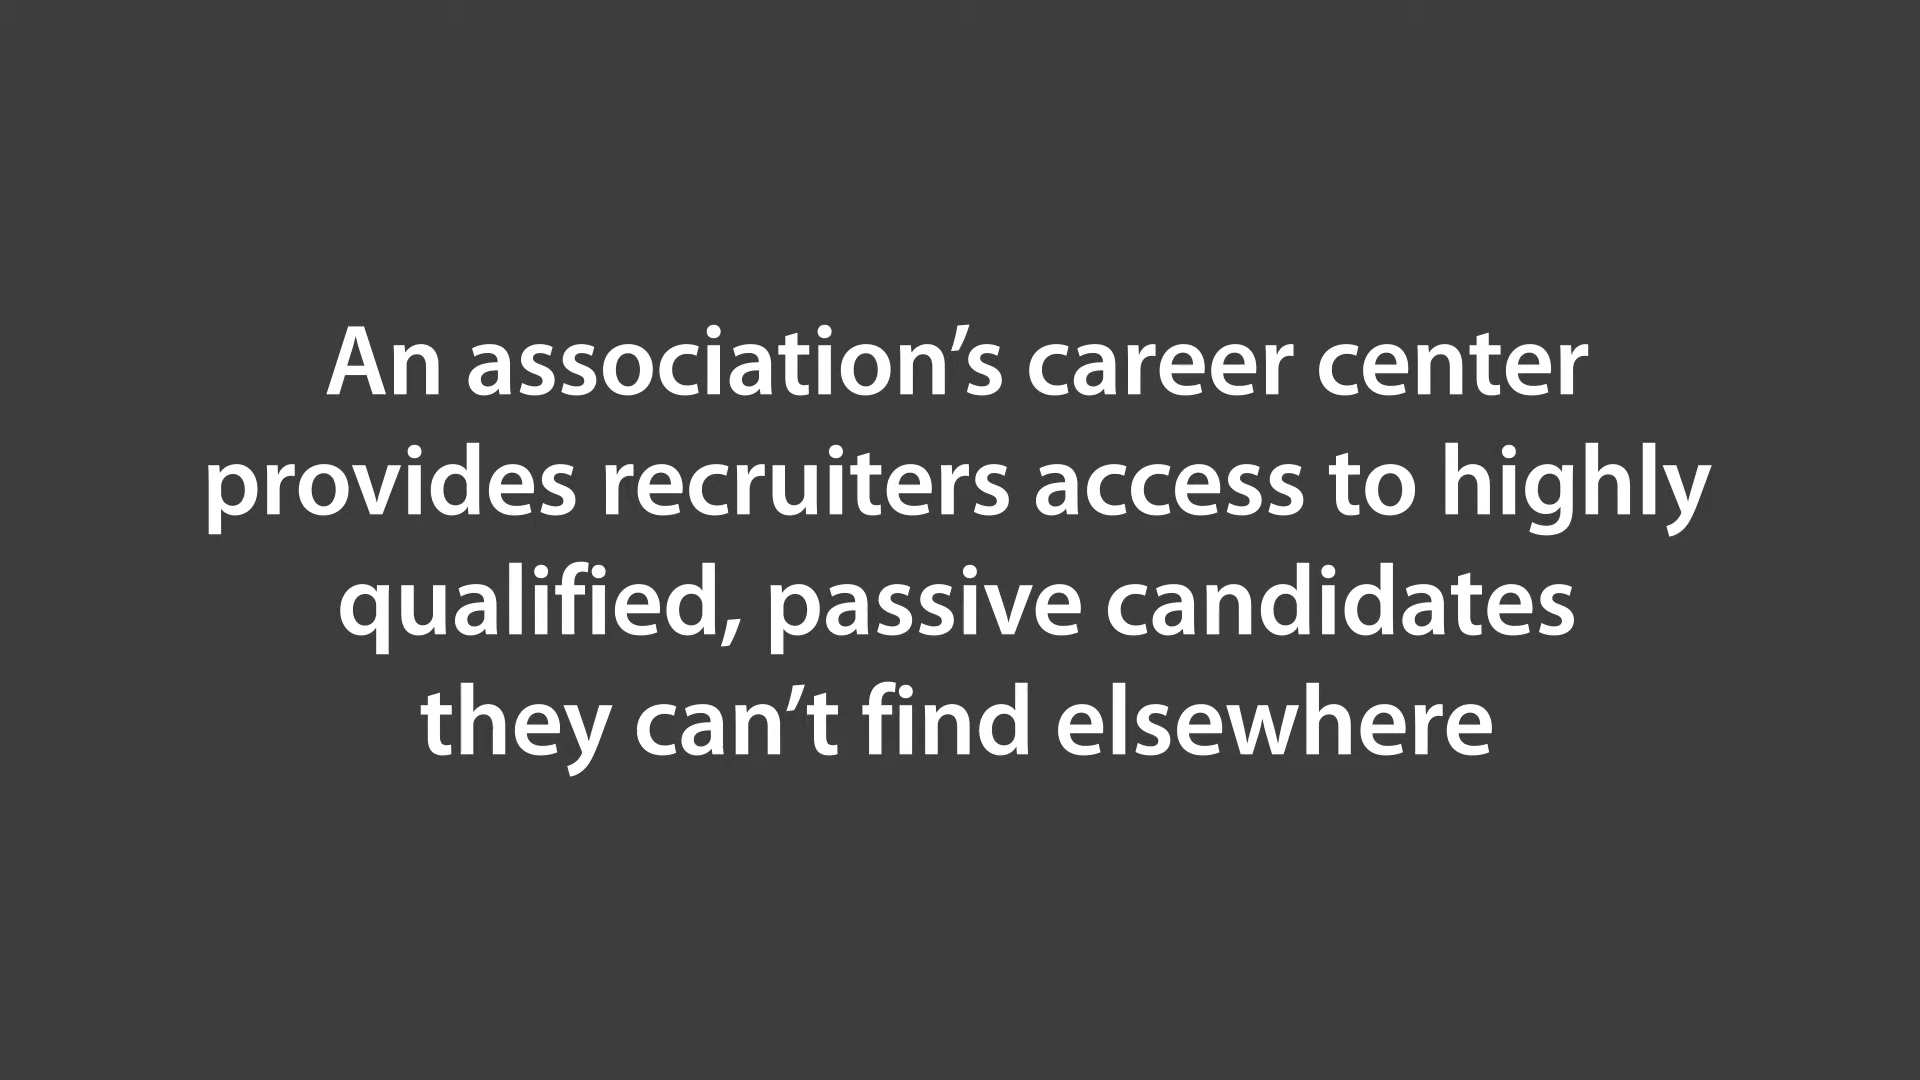 An association’s career center
provides recruiters access to highly
qualified, passive candidates
they can’t find elsewhere